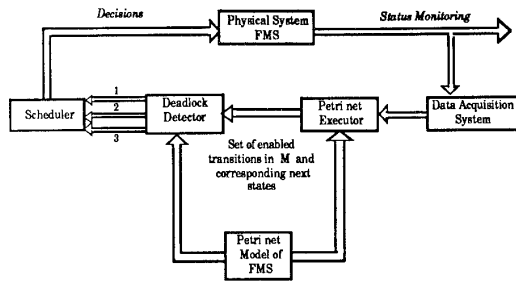 Decisions
Physical System
FMS
Status Monitoring
1
2
3
Scheduler
Deadlock
Detector
Petri net
Executor
Data Acquisition
System
Set of enabled
transitions in M and
corresponding next
states
Petri net
Model of
FMS